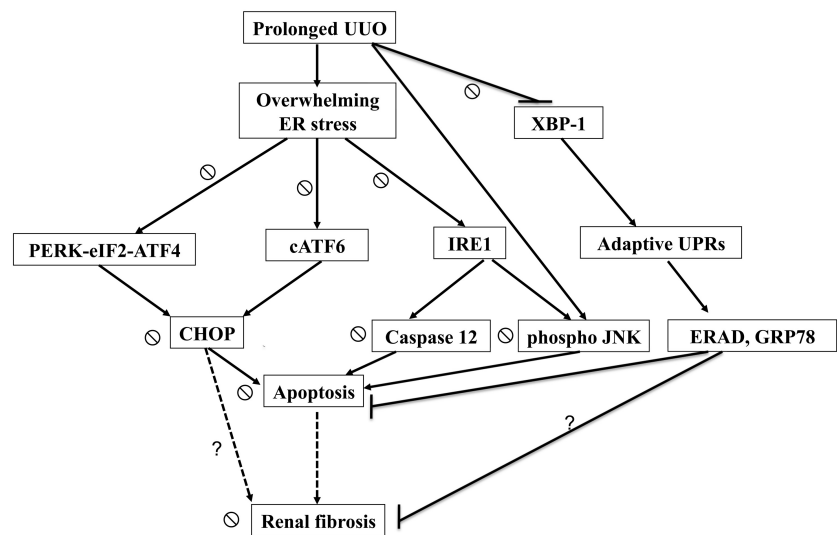 Prolonged UUO
Overwhelming
ER stress
XBP-1
PERK-eIF2-ATF4
cATF6
IRE1
Adaptive UPRs
CHOP
Caspase 12
phospho JNK
ERAD, GRP78
Apoptosis
?
?
Renal fibrosis